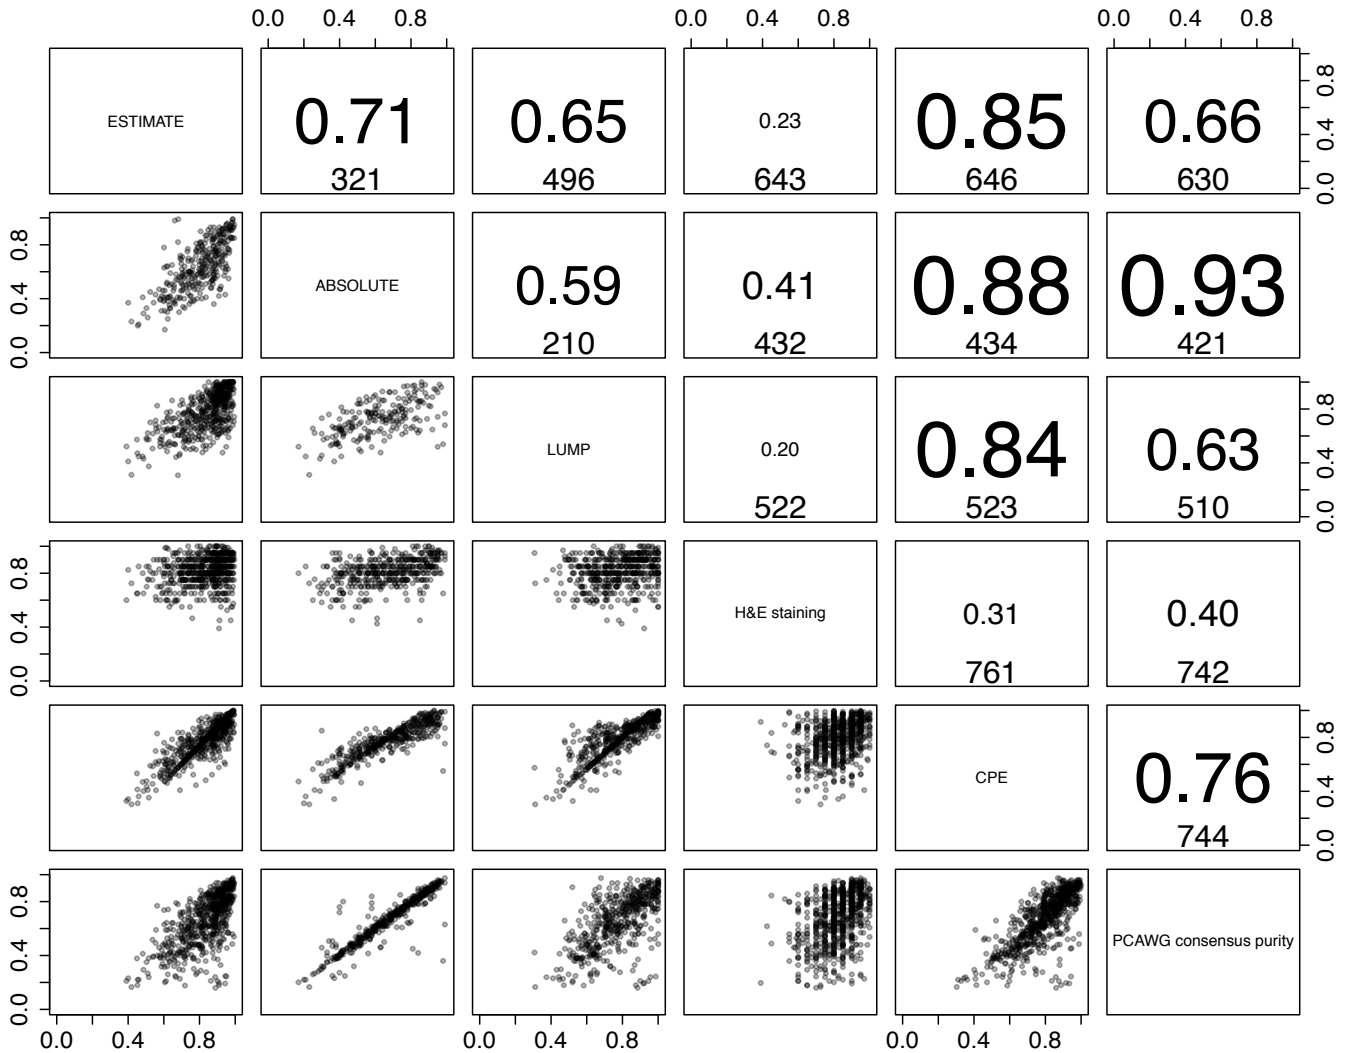 0.0 0.4 0.8 0.0 0.4 0.8 0.0 0.4 0.8
ESTIMATE 0.71 0.65 0.23 0.85 0.66
321 496 643 646 630
0.0 0.4 0.8
0.0 0.4 0.8
ABSOLUTE 0.59 0.41 0.88 0.93
210 432 434 421
LUMP 0.20 0.84 0.63
522 523 510
0.0 0.4 0.8
0.0 0.4 0.8
H&E staining 0.31 0.40
761 742
CPE 0.76
744
0.0 0.4 0.8
0.0 0.4 0.8
PCAWG consensus purity
0.0 0.4 0.8 0.0 0.4 0.8 0.0 0.4 0.8